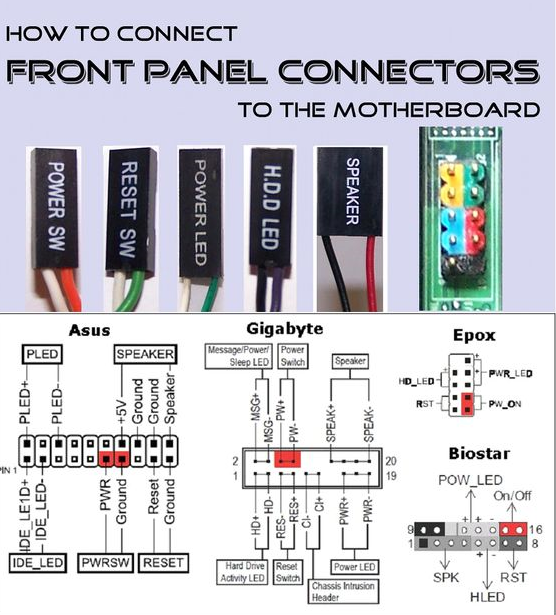 HOW TO CONNECT
FRONT PANEL CONNECTORS
TO THE MOTHERBOARD
POWER SW
RESET SW
POWER LED
H.D.D LED
SPEAKER
Asus
PLED
SPEAKER
PLED+
PLED-
+5V
Ground
Ground
Speaker-
PIN 1
IDE_LE1D+
IDE_LED-
PWR
Ground
Reset
Ground
IDE_LED
PWRSW
RESET
Gigabyte
Message/Power/
Sleep LED
Power
Switch
Speaker
MSG+
MSG-
PW+
PW-
SPEAK+
SPEAK-
2
20
1
19
HD+
HD-
RES-
RES+
CI-
CI+
PWR+
PWR-
Hard Drive
Activity LED
Reset
Switch
Power LED
Chassis Intrusion
Header
Epox
HD_LED
PWR_LED
RST
PW_ON
Biostar
POW_LED
On/Off
+ -
9
16
1
8
+ -
SPK
RST
HLED